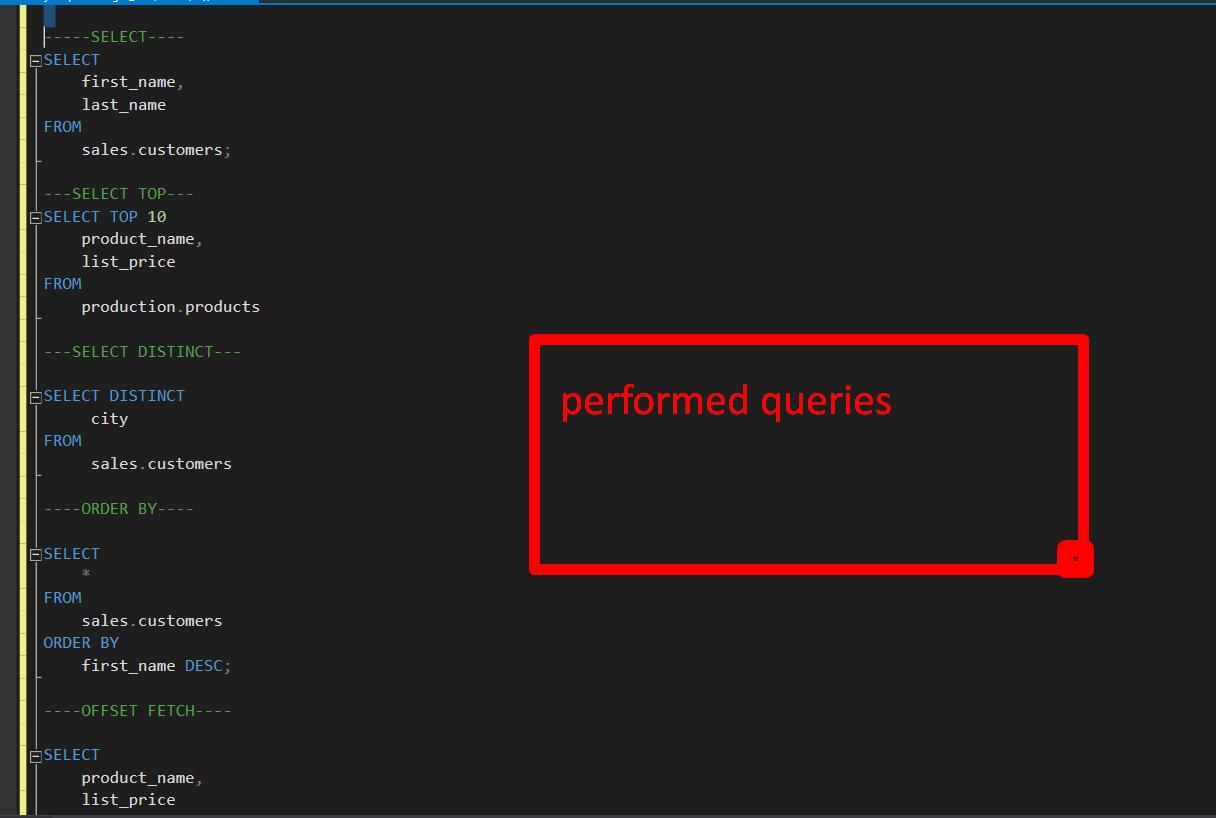 -----SELECT----
SELECT
first_name,
last_name
FROM
sales.customers;
---SELECT TOP---
SELECT TOP 10
product_name,
list_price
FROM
production.products
---SELECT DISTINCT---
SELECT DISTINCT
city
FROM
sales.customers
----ORDER BY----
SELECT
*
FROM
sales.customers
ORDER BY
first_name DESC;
----OFFSET FETCH----
SELECT
product_name,
list_price
performed queries